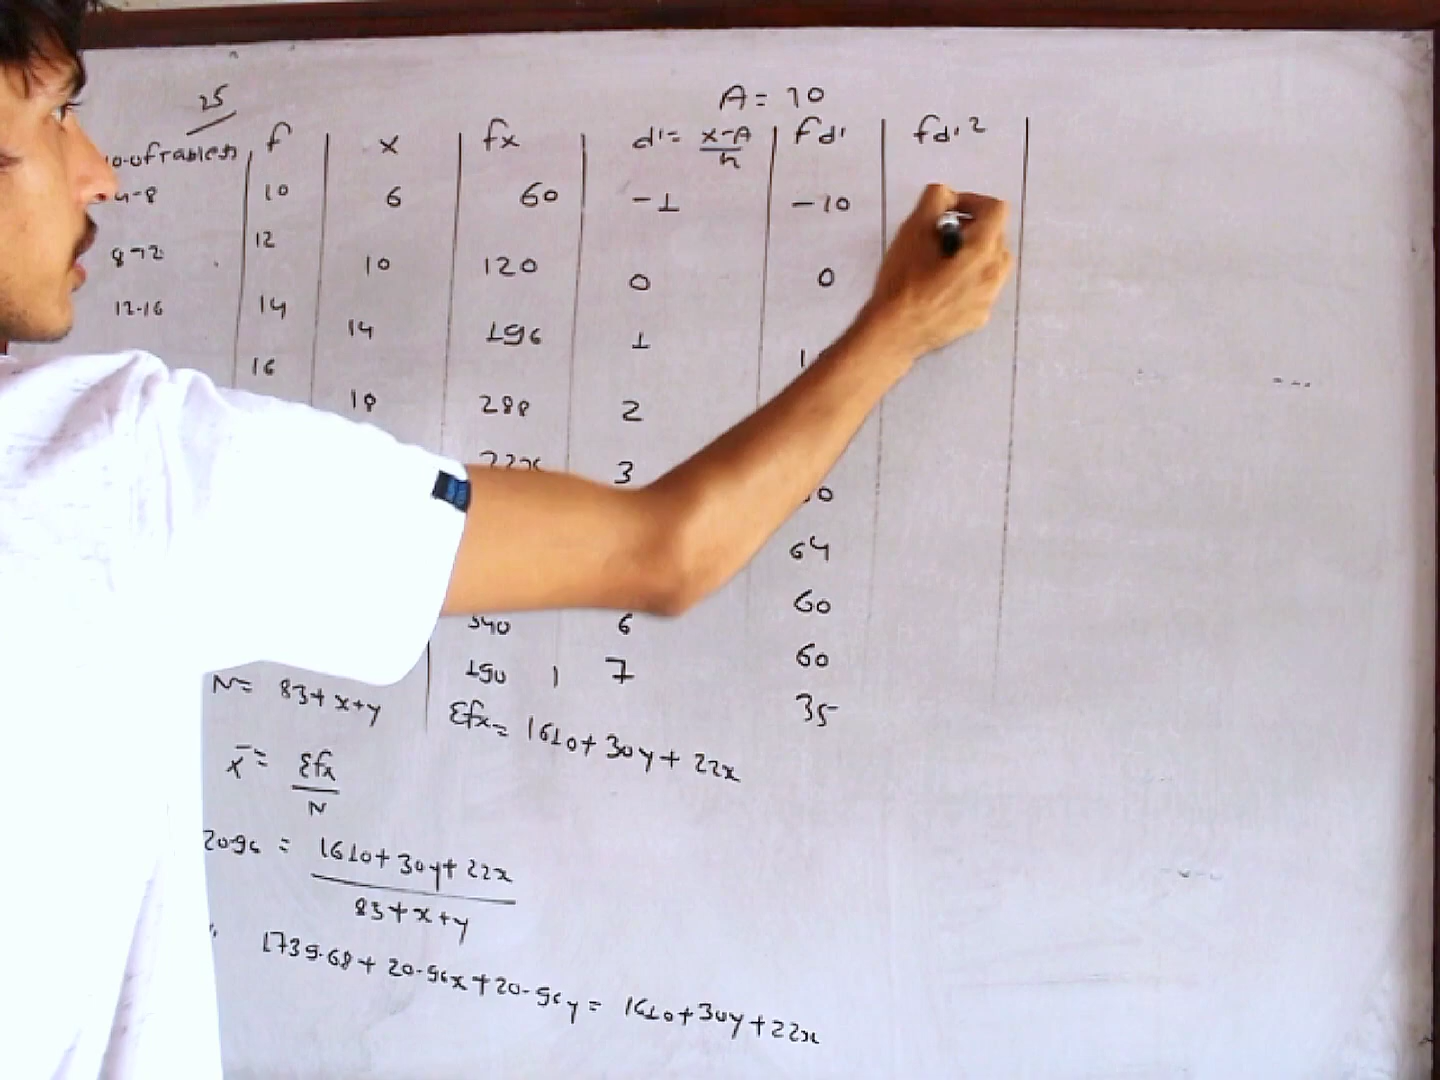 25
A = 10
f x fx d' = x-A/h fd' fd'2
4-8 10 6 60 -1 -10
8-12 12 10 120 0 0
12-16 14 14 196 1
16 18 288 2
3
64
340 6 60
190 7 60
35
N = 83+x+y Σfx = 1610+30y+22x
x̄ = Σfx/N
20.96 = 1610+30y+22x / 83+x+y
1739.68+20.96x+20.96y = 1610+30y+22x